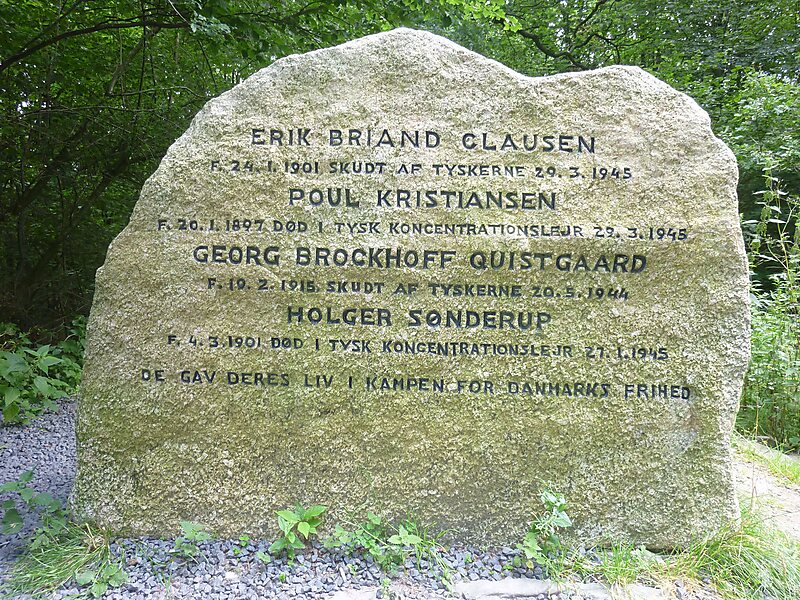 ERIK BRIAND CLAUSEN
F. 24.1.1901 SKUDT AF TYSKERNE 29.3.1945
POUL KRISTIANSEN
F. 20.1.1897. DØD I TYSK KONCENTRATIONSLEJR 29.3.1945
GEORG BROCKHOFF QUISTGAARD
F. 19.2.1915. SKUDT AF TYSKERNE 20.5.1944
HOLGER SØNDERUP
F. 4.3.1901 DØD I TYSK KONCENTRATIONSLEJR 27.1.1945
DE GAV DERES LIV I KAMPEN FOR DANMARKS FRIHED